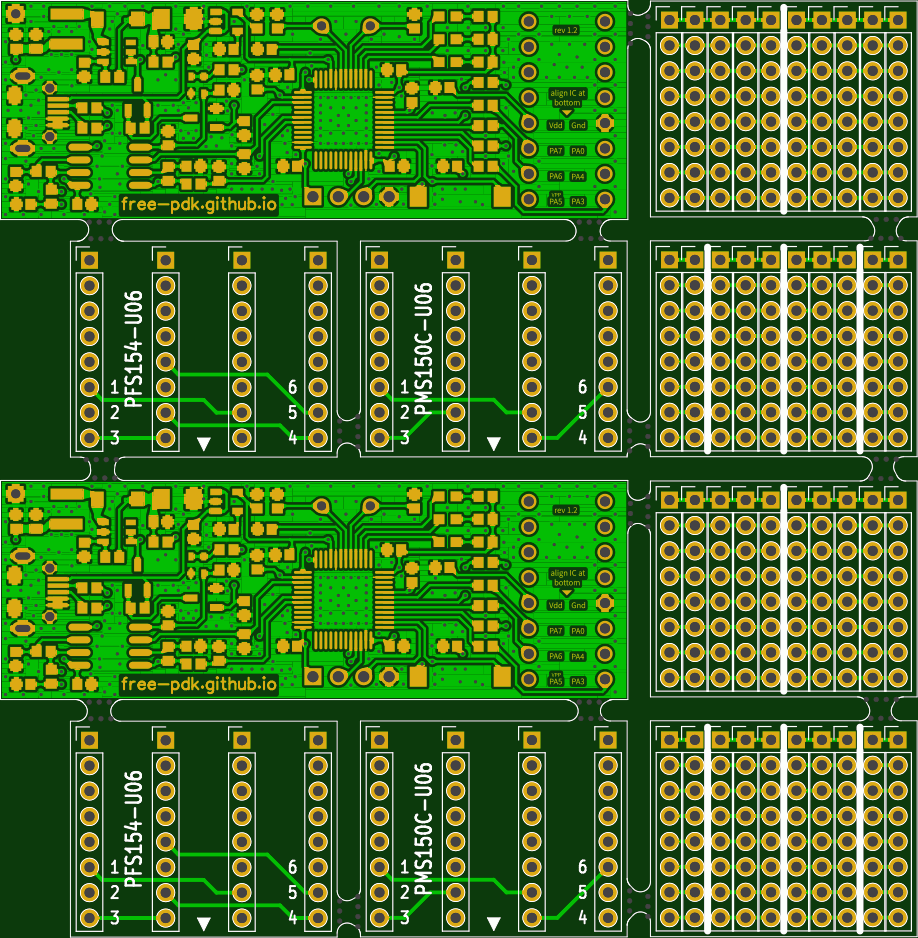 rev 1.2
align IC at
bottom
Vdd Gnd
PA7 PA0
PA6 PA4
VPP
PA5 PA3
free-pdk.github.io
PFS154-U06
1 6
2 5
3 4
PMS150C-U06
1 6
2 5
3 4
rev 1.2
align IC at
bottom
Vdd Gnd
PA7 PA0
PA6 PA4
VPP
PA5 PA3
free-pdk.github.io
PFS154-U06
1 6
2 5
3 4
PMS150C-U06
1 6
2 5
3 4